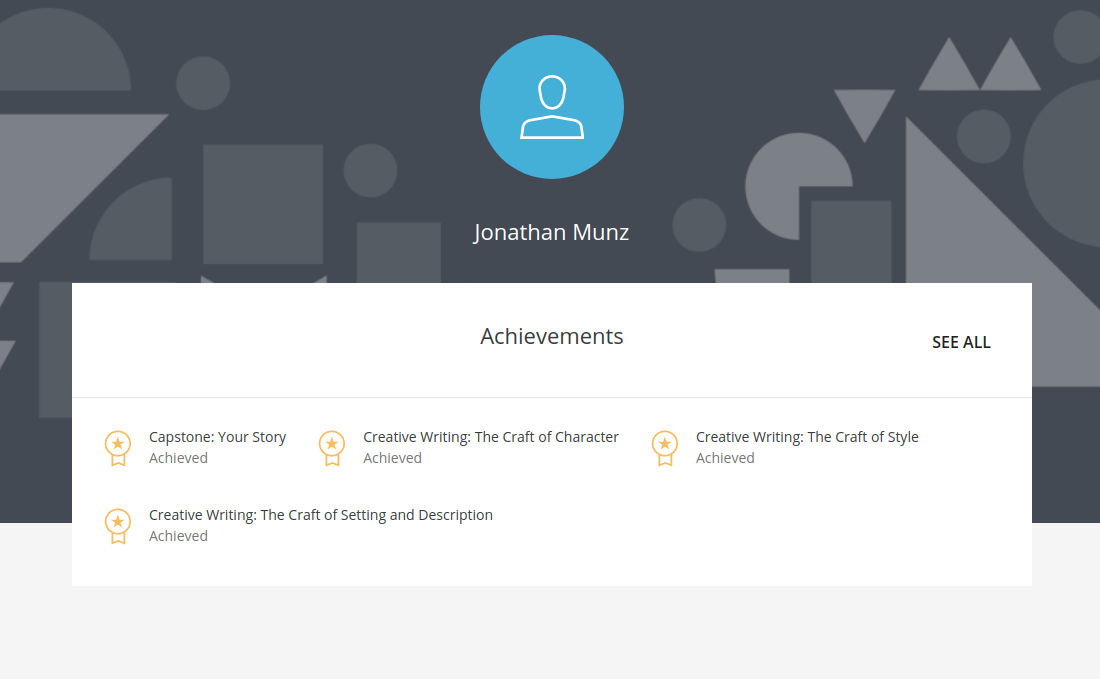 Jonathan Munz
Achievements
SEE ALL
Capstone: Your Story
Achieved
Creative Writing: The Craft of Character
Achieved
Creative Writing: The Craft of Style
Achieved
Creative Writing: The Craft of Setting and Description
Achieved